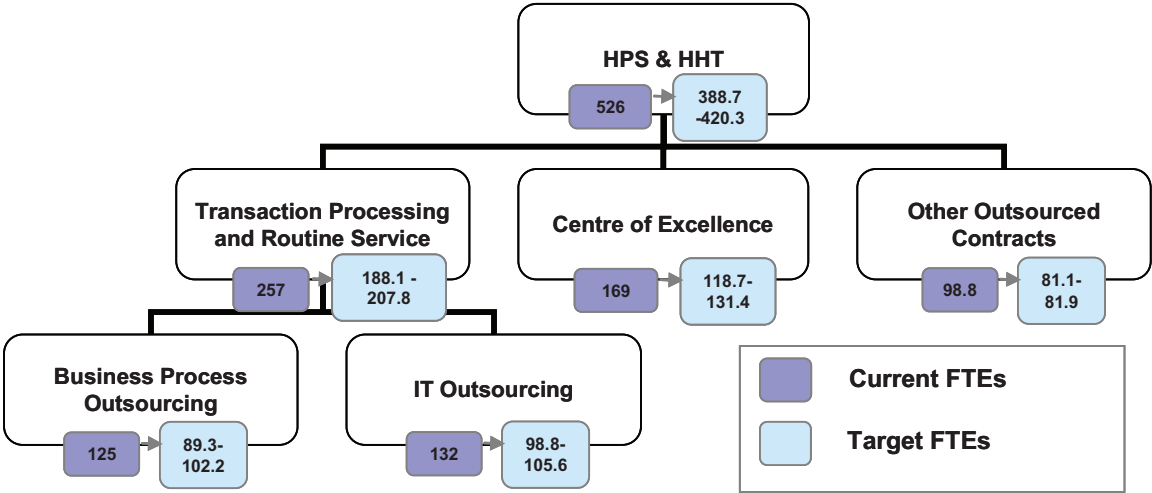 HPS & HHT
526
388.7
-420.3
Transaction Processing
and Routine Service
257
188.1 -
207.8
Centre of Excellence
169
118.7-
131.4
Other Outsourced
Contracts
98.8
81.1-
81.9
Business Process
Outsourcing
125
89.3-
102.2
IT Outsourcing
132
98.8-
105.6
Current FTEs
Target FTEs